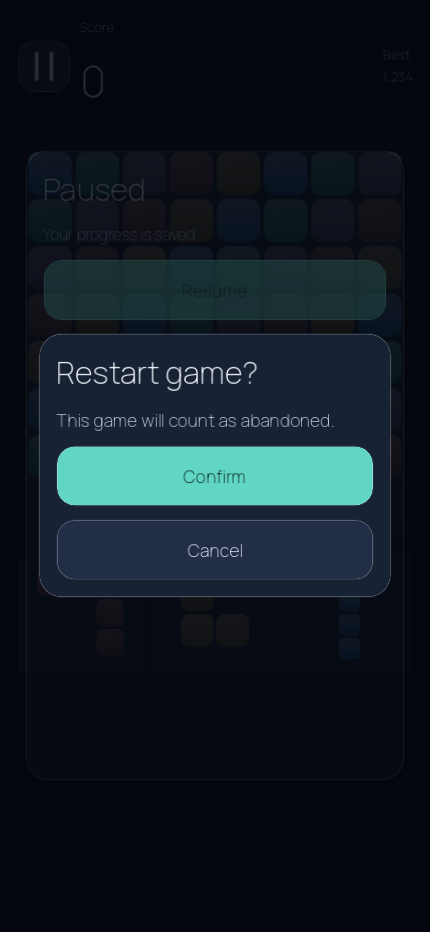 Score
0
Best
1,234
Paused
Your progress is saved
Resume
Restart game?
This game will count as abandoned.
Confirm
Cancel